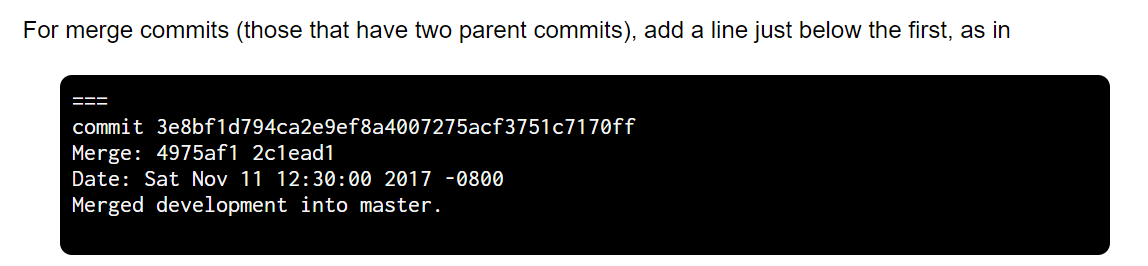 For merge commits (those that have two parent commits), add a line just below the first, as in
===
commit 3e8bf1d794ca2e9ef8a4007275acf3751c7170ff
Merge: 4975af1 2c1ead1
Date: Sat Nov 11 12:30:00 2017 -0800
Merged development into master.